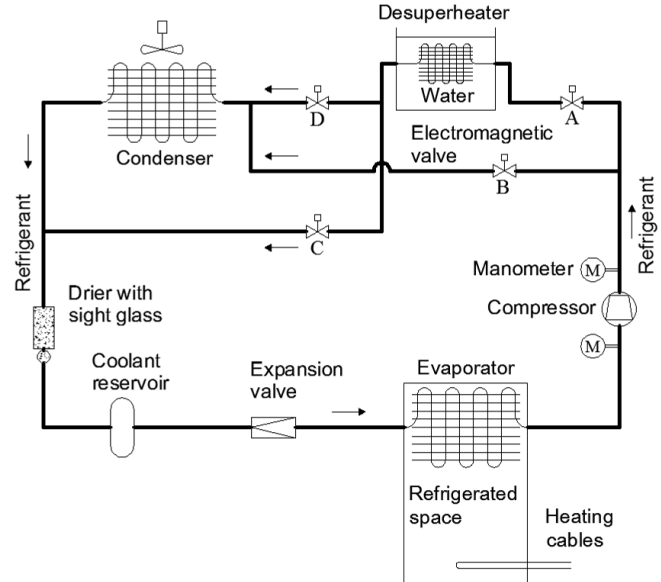 Desuperheater
Water
D
A
Condenser
Electromagnetic
valve
B
Refrigerant
Refrigerant
C
Manometer
M
Drier with
sight glass
Compressor
M
Coolant
reservoir
Expansion
valve
Evaporator
Refrigerated
space
Heating
cables